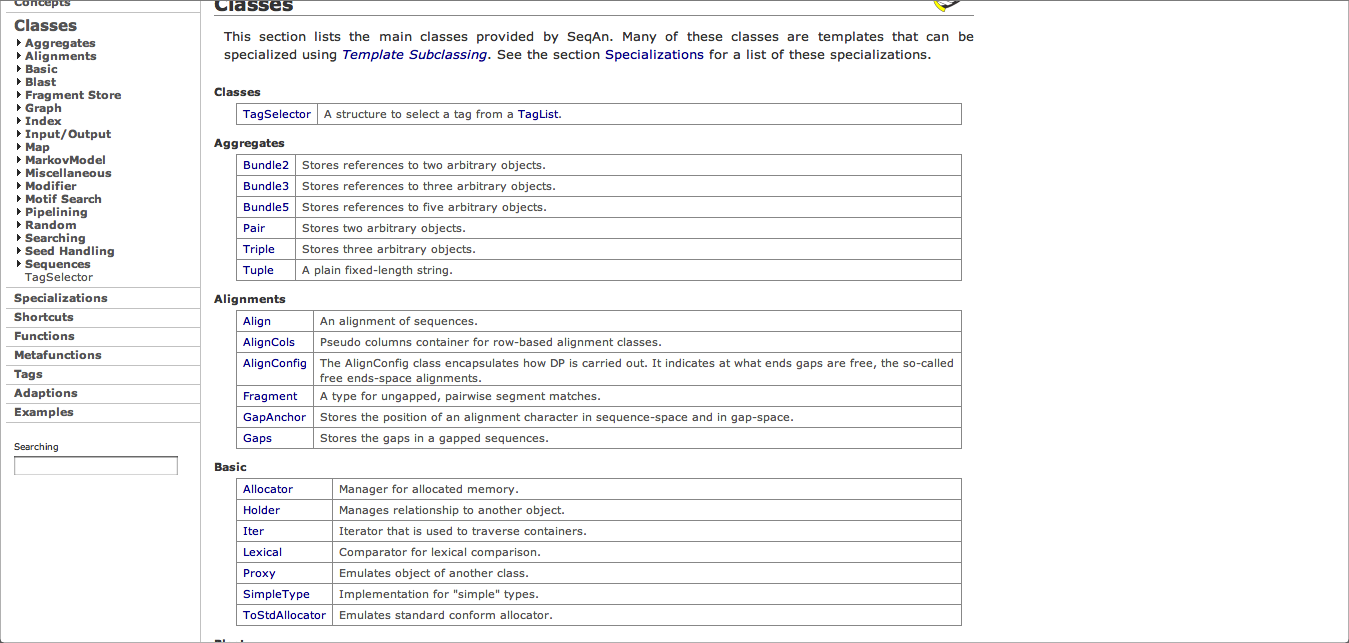 Concepts
Classes
Aggregates
Alignments
Basic
Blast
Fragment Store
Graph
Index
Input/Output
Map
MarkovModel
Miscellaneous
Modifier
Motif Search
Pipelining
Random
Searching
Seed Handling
Sequences
TagSelector
Specializations
Shortcuts
Functions
Metafunctions
Tags
Adaptions
Examples
Searching
Classes
This section lists the main classes provided by SeqAn. Many of these classes are templates that can be
specialized using Template Subclassing. See the section Specializations for a list of these specializations.
Classes
TagSelector A structure to select a tag from a TagList.
Aggregates
Bundle2 Stores references to two arbitrary objects.
Bundle3 Stores references to three arbitrary objects.
Bundle5 Stores references to five arbitrary objects.
Pair Stores two arbitrary objects.
Triple Stores three arbitrary objects.
Tuple A plain fixed-length string.
Alignments
Align An alignment of sequences.
AlignCols Pseudo columns container for row-based alignment classes.
AlignConfig The AlignConfig class encapsulates how DP is carried out. It indicates at what ends gaps are free, the so-called
free ends-space alignments.
Fragment A type for ungapped, pairwise segment matches.
GapAnchor Stores the position of an alignment character in sequence-space and in gap-space.
Gaps Stores the gaps in a gapped sequences.
Basic
Allocator Manager for allocated memory.
Holder Manages relationship to another object.
Iter Iterator that is used to traverse containers.
Lexical Comparator for lexical comparison.
Proxy Emulates object of another class.
SimpleType Implementation for "simple" types.
ToStdAllocator Emulates standard conform allocator.